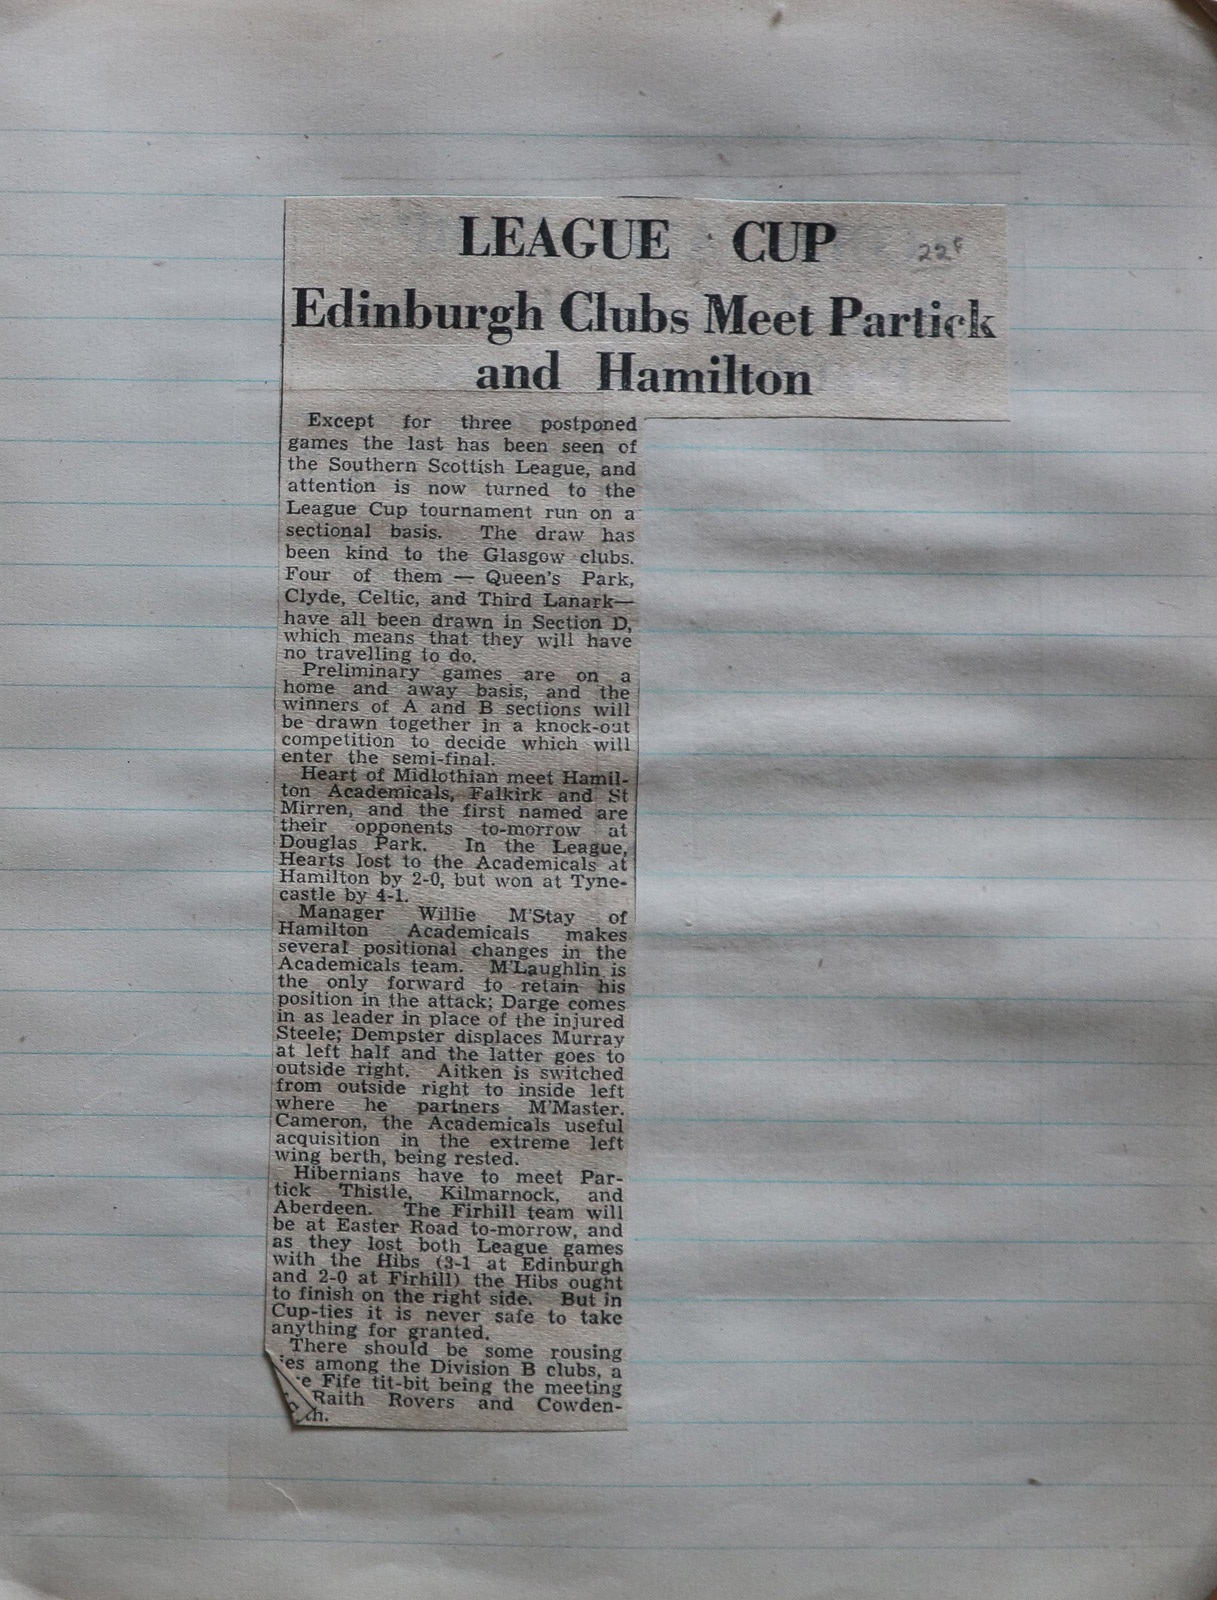 LEAGUE CUP
Edinburgh Clubs Meet Partick
and Hamilton
Except for three postponed
games the last has been seen of
the Southern Scottish League, and
attention is now turned to the
League Cup tournament run on a
sectional basis. The draw has
been kind to the Glasgow clubs.
Four of them — Queen's Park,
Clyde, Celtic, and Third Lanark—
have all been drawn in Section D,
which means that they will have
no travelling to do.
Preliminary games are on a
home and away basis, and the
winners of A and B sections will
be drawn together in a knock-out
competition to decide which will
enter the semi-final.
Heart of Midlothian meet Hamil-
ton Academicals, Falkirk and St
Mirren, and the first named are
their opponents to-morrow at
Douglas Park. In the League,
Hearts lost to the Academicals at
Hamilton by 2-0, but won at Tyne-
castle by 4-1.
Manager Willie M'Stay of
Hamilton Academicals makes
several positional changes in the
Academicals team. M'Laughlin is
the only forward to retain his
position in the attack; Darge comes
in as leader in place of the injured
Steele; Dempster displaces Murray
at left half and the latter goes to
outside right. Aitken is switched
from outside right to inside left
where he partners M'Master.
Cameron, the Academicals useful
acquisition in the extreme left
wing berth, being rested.
Hibernians have to meet Par-
tick Thistle, Kilmarnock, and
Aberdeen. The Firhill team will
be at Easter Road to-morrow, and
as they lost both League games
with the Hibs (3-1 at Edinburgh
and 2-0 at Firhill) the Hibs ought
to finish on the right side. But in
Cup-ties it is never safe to take
anything for granted.
There should be some rousing
among the Division B clubs, a
Fife tit-bit being the meeting
Raith Rovers and Cowden-